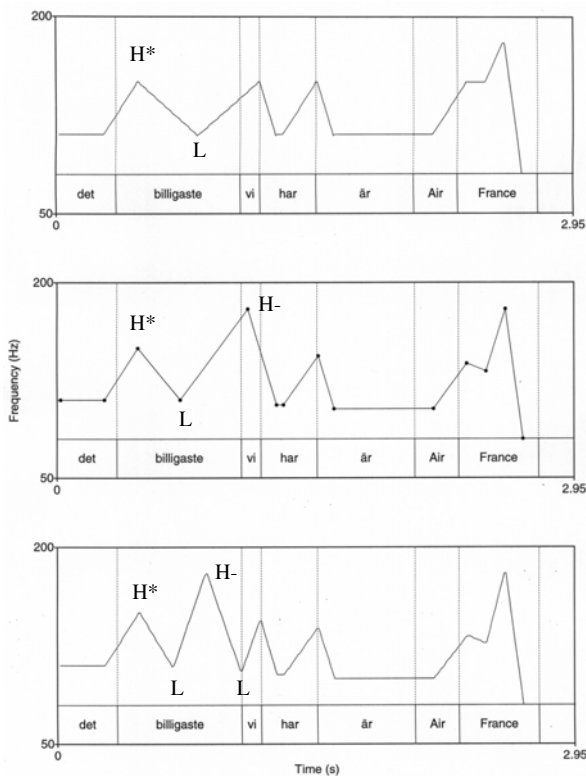 200
H*
L
det billigaste vi har är Air France
50
0 2.95
200
H-
H*
L
Frequency (Hz)
det billigaste vi har är Air France
50
0 2.95
200
H-
H*
L L
det billigaste vi har är Air France
50
0 2.95
Time (s)